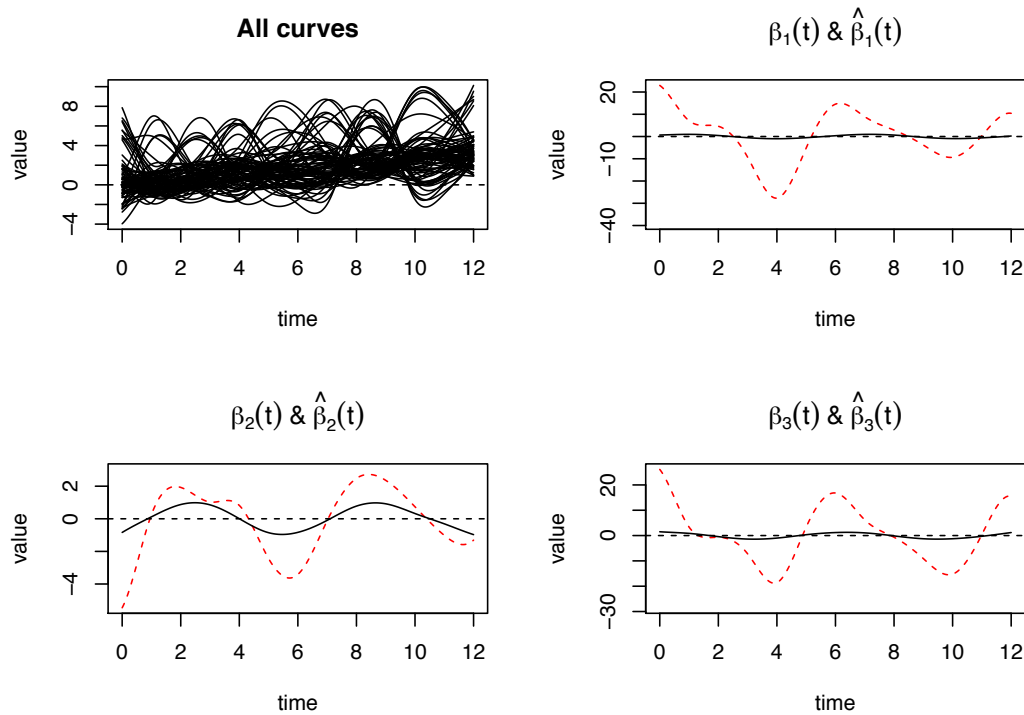 All curves
value
8
4
0
−4
0 2 4 6 8 10 12
time
β₁(t) & β̂₁(t)
value
20
−10
−40
0 2 4 6 8 10 12
time
β₂(t) & β̂₂(t)
value
2
0
−4
0 2 4 6 8 10 12
time
β₃(t) & β̂₃(t)
value
20
0
−30
0 2 4 6 8 10 12
time